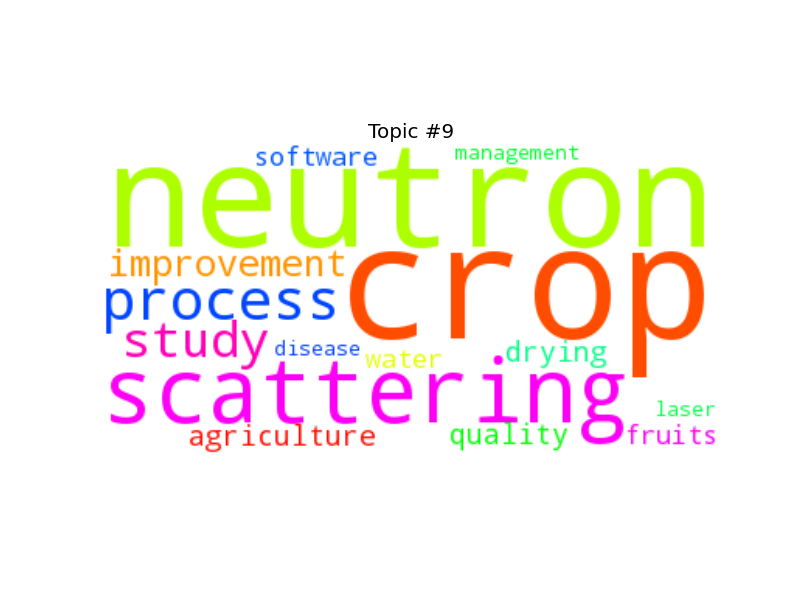 Topic #9
software management
neutron
crop
improvement
process
study
disease water drying
scattering
laser
agriculture quality fruits